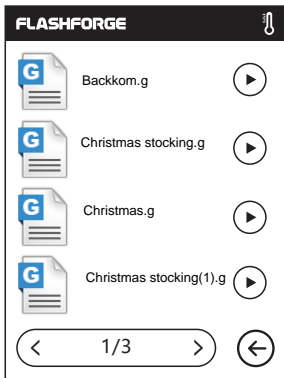 FLASHFORGE
G Backkom.g
G Christmas stocking.g
G Christmas.g
G Christmas stocking(1).g
1/3